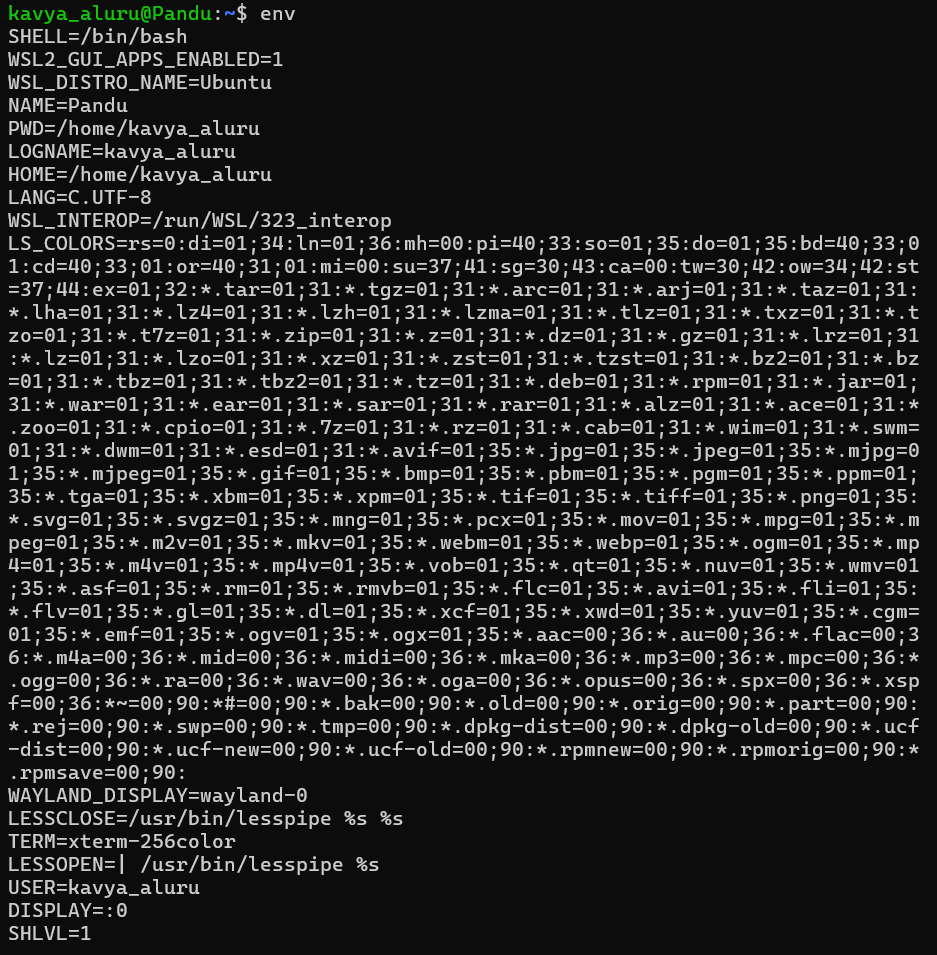 kavya_aluru@Pandu:~$ env
SHELL=/bin/bash
WSL2_GUI_APPS_ENABLED=1
WSL_DISTRO_NAME=Ubuntu
NAME=Pandu
PWD=/home/kavya_aluru
LOGNAME=kavya_aluru
HOME=/home/kavya_aluru
LANG=C.UTF-8
WSL_INTEROP=/run/WSL/323_interop
LS_COLORS=rs=0:di=01;34:ln=01;36:mh=00:pi=40;33:so=01;35:do=01;35:bd=40;33;0
1:cd=40;33;01:or=40;31;01:mi=00:su=37;41:sg=30;43:ca=00:tw=30;42:ow=34;42:st
=37;44:ex=01;32:*.tar=01;31:*.tgz=01;31:*.arc=01;31:*.arj=01;31:*.taz=01;31:
*.lha=01;31:*.lz4=01;31:*.lzh=01;31:*.lzma=01;31:*.tlz=01;31:*.txz=01;31:*.t
zo=01;31:*.t7z=01;31:*.zip=01;31:*.z=01;31:*.dz=01;31:*.gz=01;31:*.lrz=01;31
:*.lz=01;31:*.lzo=01;31:*.xz=01;31:*.zst=01;31:*.tzst=01;31:*.bz2=01;31:*.bz
=01;31:*.tbz=01;31:*.tbz2=01;31:*.tz=01;31:*.deb=01;31:*.rpm=01;31:*.jar=01;
31:*.war=01;31:*.ear=01;31:*.sar=01;31:*.rar=01;31:*.alz=01;31:*.ace=01;31:*
.zoo=01;31:*.cpio=01;31:*.7z=01;31:*.rz=01;31:*.cab=01;31:*.wim=01;31:*.swm=
01;31:*.dwm=01;31:*.esd=01;31:*.avif=01;35:*.jpg=01;35:*.jpeg=01;35:*.mjpg=0
1;35:*.mjpeg=01;35:*.gif=01;35:*.bmp=01;35:*.pbm=01;35:*.pgm=01;35:*.ppm=01;
35:*.tga=01;35:*.xbm=01;35:*.xpm=01;35:*.tif=01;35:*.tiff=01;35:*.png=01;35:
*.svg=01;35:*.svgz=01;35:*.mng=01;35:*.pcx=01;35:*.mov=01;35:*.mpg=01;35:*.m
peg=01;35:*.m2v=01;35:*.mkv=01;35:*.webm=01;35:*.webp=01;35:*.ogm=01;35:*.mp
4=01;35:*.m4v=01;35:*.mp4v=01;35:*.vob=01;35:*.qt=01;35:*.nuv=01;35:*.wmv=01
;35:*.asf=01;35:*.rm=01;35:*.rmvb=01;35:*.flc=01;35:*.avi=01;35:*.fli=01;35:
*.flv=01;35:*.gl=01;35:*.dl=01;35:*.xcf=01;35:*.xwd=01;35:*.yuv=01;35:*.cgm=
01;35:*.emf=01;35:*.ogv=01;35:*.ogx=01;35:*.aac=00;36:*.au=00;36:*.flac=00;3
6:*.m4a=00;36:*.mid=00;36:*.midi=00;36:*.mka=00;36:*.mp3=00;36:*.mpc=00;36:*
.ogg=00;36:*.ra=00;36:*.wav=00;36:*.oga=00;36:*.opus=00;36:*.spx=00;36:*.xsp
f=00;36:*~=00;90:*#=00;90:*.bak=00;90:*.old=00;90:*.orig=00;90:*.part=00;90:
*.rej=00;90:*.swp=00;90:*.tmp=00;90:*.dpkg-dist=00;90:*.dpkg-old=00;90:*.ucf
-dist=00;90:*.ucf-new=00;90:*.ucf-old=00;90:*.rpmnew=00;90:*.rpmorig=00;90:*
.rpmsave=00;90:
WAYLAND_DISPLAY=wayland-0
LESSCLOSE=/usr/bin/lesspipe %s %s
TERM=xterm-256color
LESSOPEN=| /usr/bin/lesspipe %s
USER=kavya_aluru
DISPLAY=:0
SHLVL=1